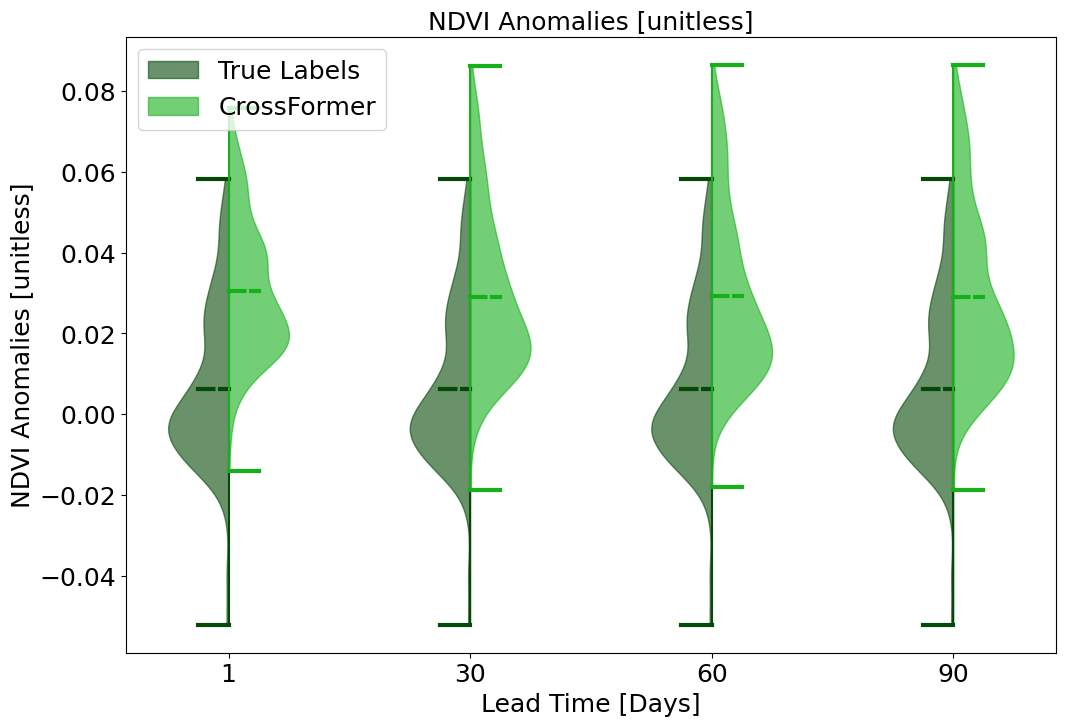 NDVI Anomalies [unitless]
True Labels
CrossFormer
NDVI Anomalies [unitless]
0.08
0.06
0.04
0.02
0.00
−0.02
−0.04
1 30 60 90
Lead Time [Days]